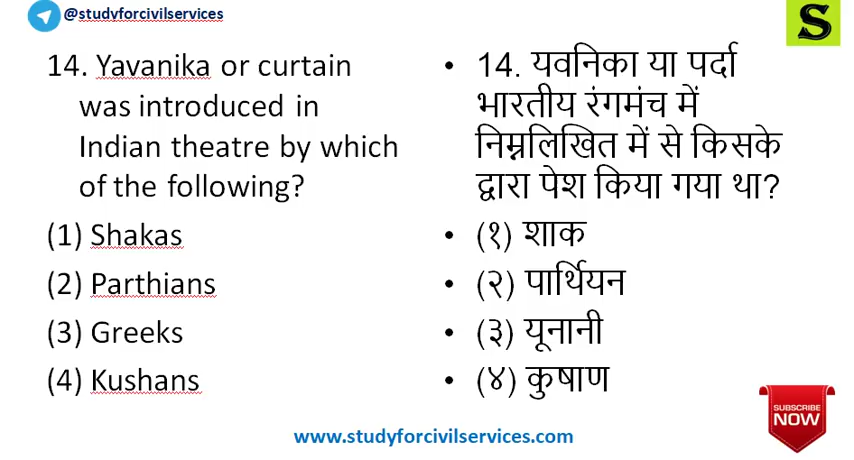 @studyforcivilservices
S
14. Yavanika or curtain
was introduced in
Indian theatre by which
of the following?
(1) Shakas
(2) Parthians
(3) Greeks
(4) Kushans
• 14. यवनिका या पर्दा
भारतीय रंगमंच में
निम्नलिखित में से किसके
द्वारा पेश किया गया था?
• (१) शाक
• (२) पार्थियन
• (३) यूनानी
• (४) कुषाण
SUBSCRIBE
NOW
www.studyforcivilservices.com